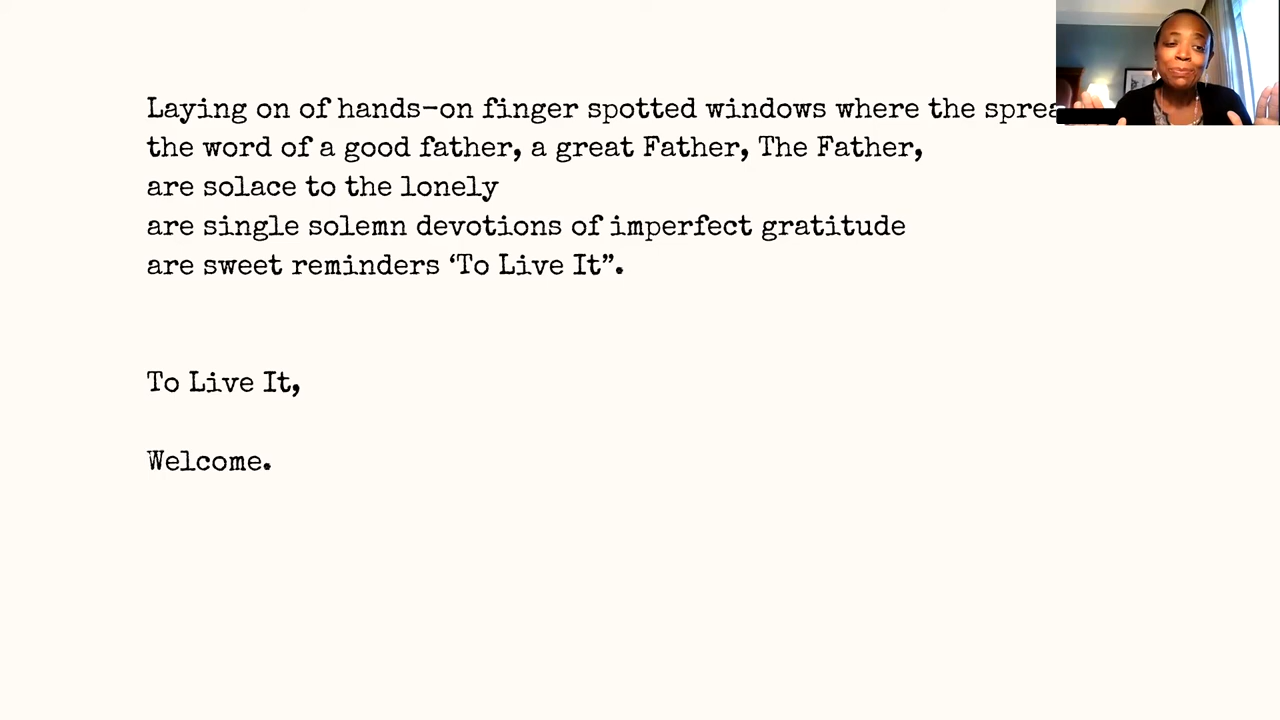 Laying on of hands-on finger spotted windows where the
the word of a good father, a great Father, The Father,
are solace to the lonely
are single solemn devotions of imperfect gratitude
are sweet reminders ‘To Live It”.
To Live It,
Welcome.